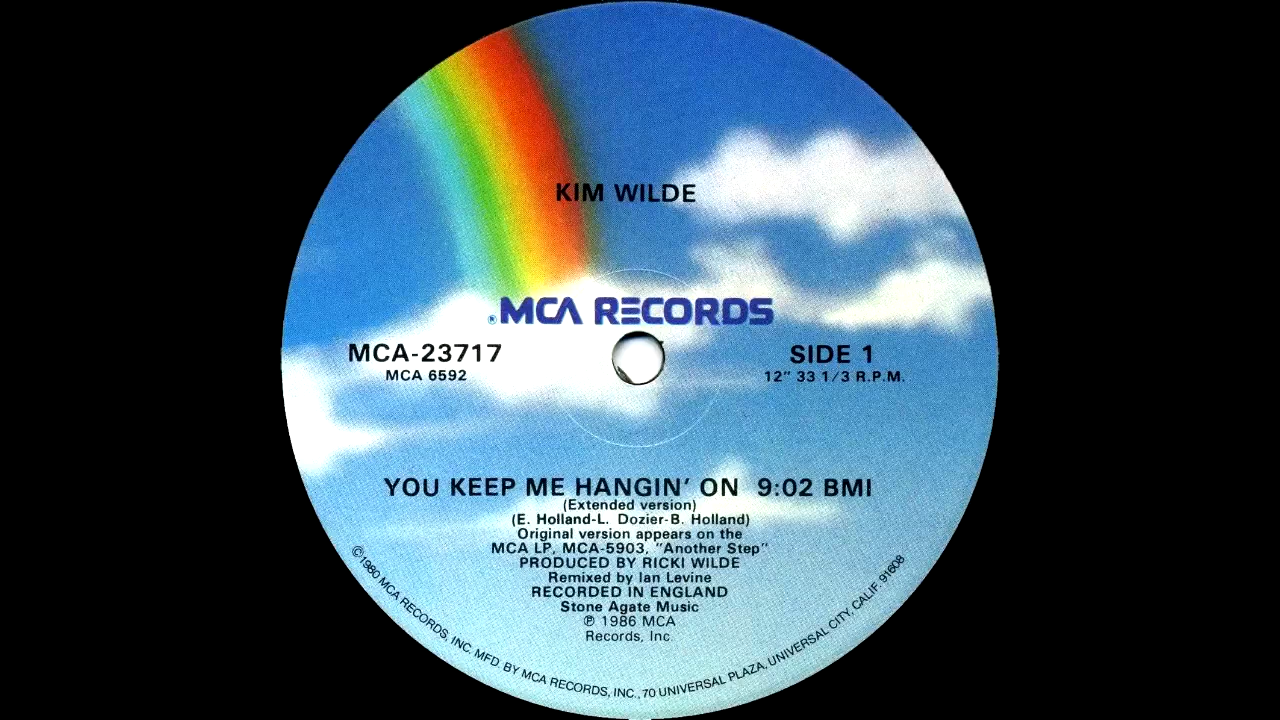 KIM WILDE
®MCA RECORDS
MCA-23717
MCA 6592
SIDE 1
12" 33 1/3 R.P.M.
YOU KEEP ME HANGIN' ON 9:02 BMI
(Extended version)
(E. Holland-L. Dozier-B. Holland)
Original version appears on the
MCA LP, MCA-5903, "Another Step"
PRODUCED BY RICKI WILDE
Remixed by Ian Levine
RECORDED IN ENGLAND
Stone Agate Music
℗ 1986 MCA
Records, Inc.
©1980 MCA RECORDS, INC. MFD. BY MCA RECORDS, INC., 70 UNIVERSAL PLAZA, UNIVERSAL CITY, CALIF. 91608